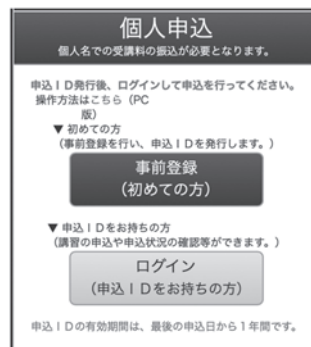 個人申込
個人名での受講料の振込が必要となります。
申込ＩＤ発行後、ログインして申込を行ってください。
操作方法はこちら（PC
版）
▼ 初めての方
（事前登録を行い、申込ＩＤを発行します。）
事前登録
（初めての方）
▼ 申込ＩＤをお持ちの方
（講習の申込や申込状況の確認等ができます。）
ログイン
（申込ＩＤをお持ちの方）
申込ＩＤの有効期間は、最後の申込日から１年間です。